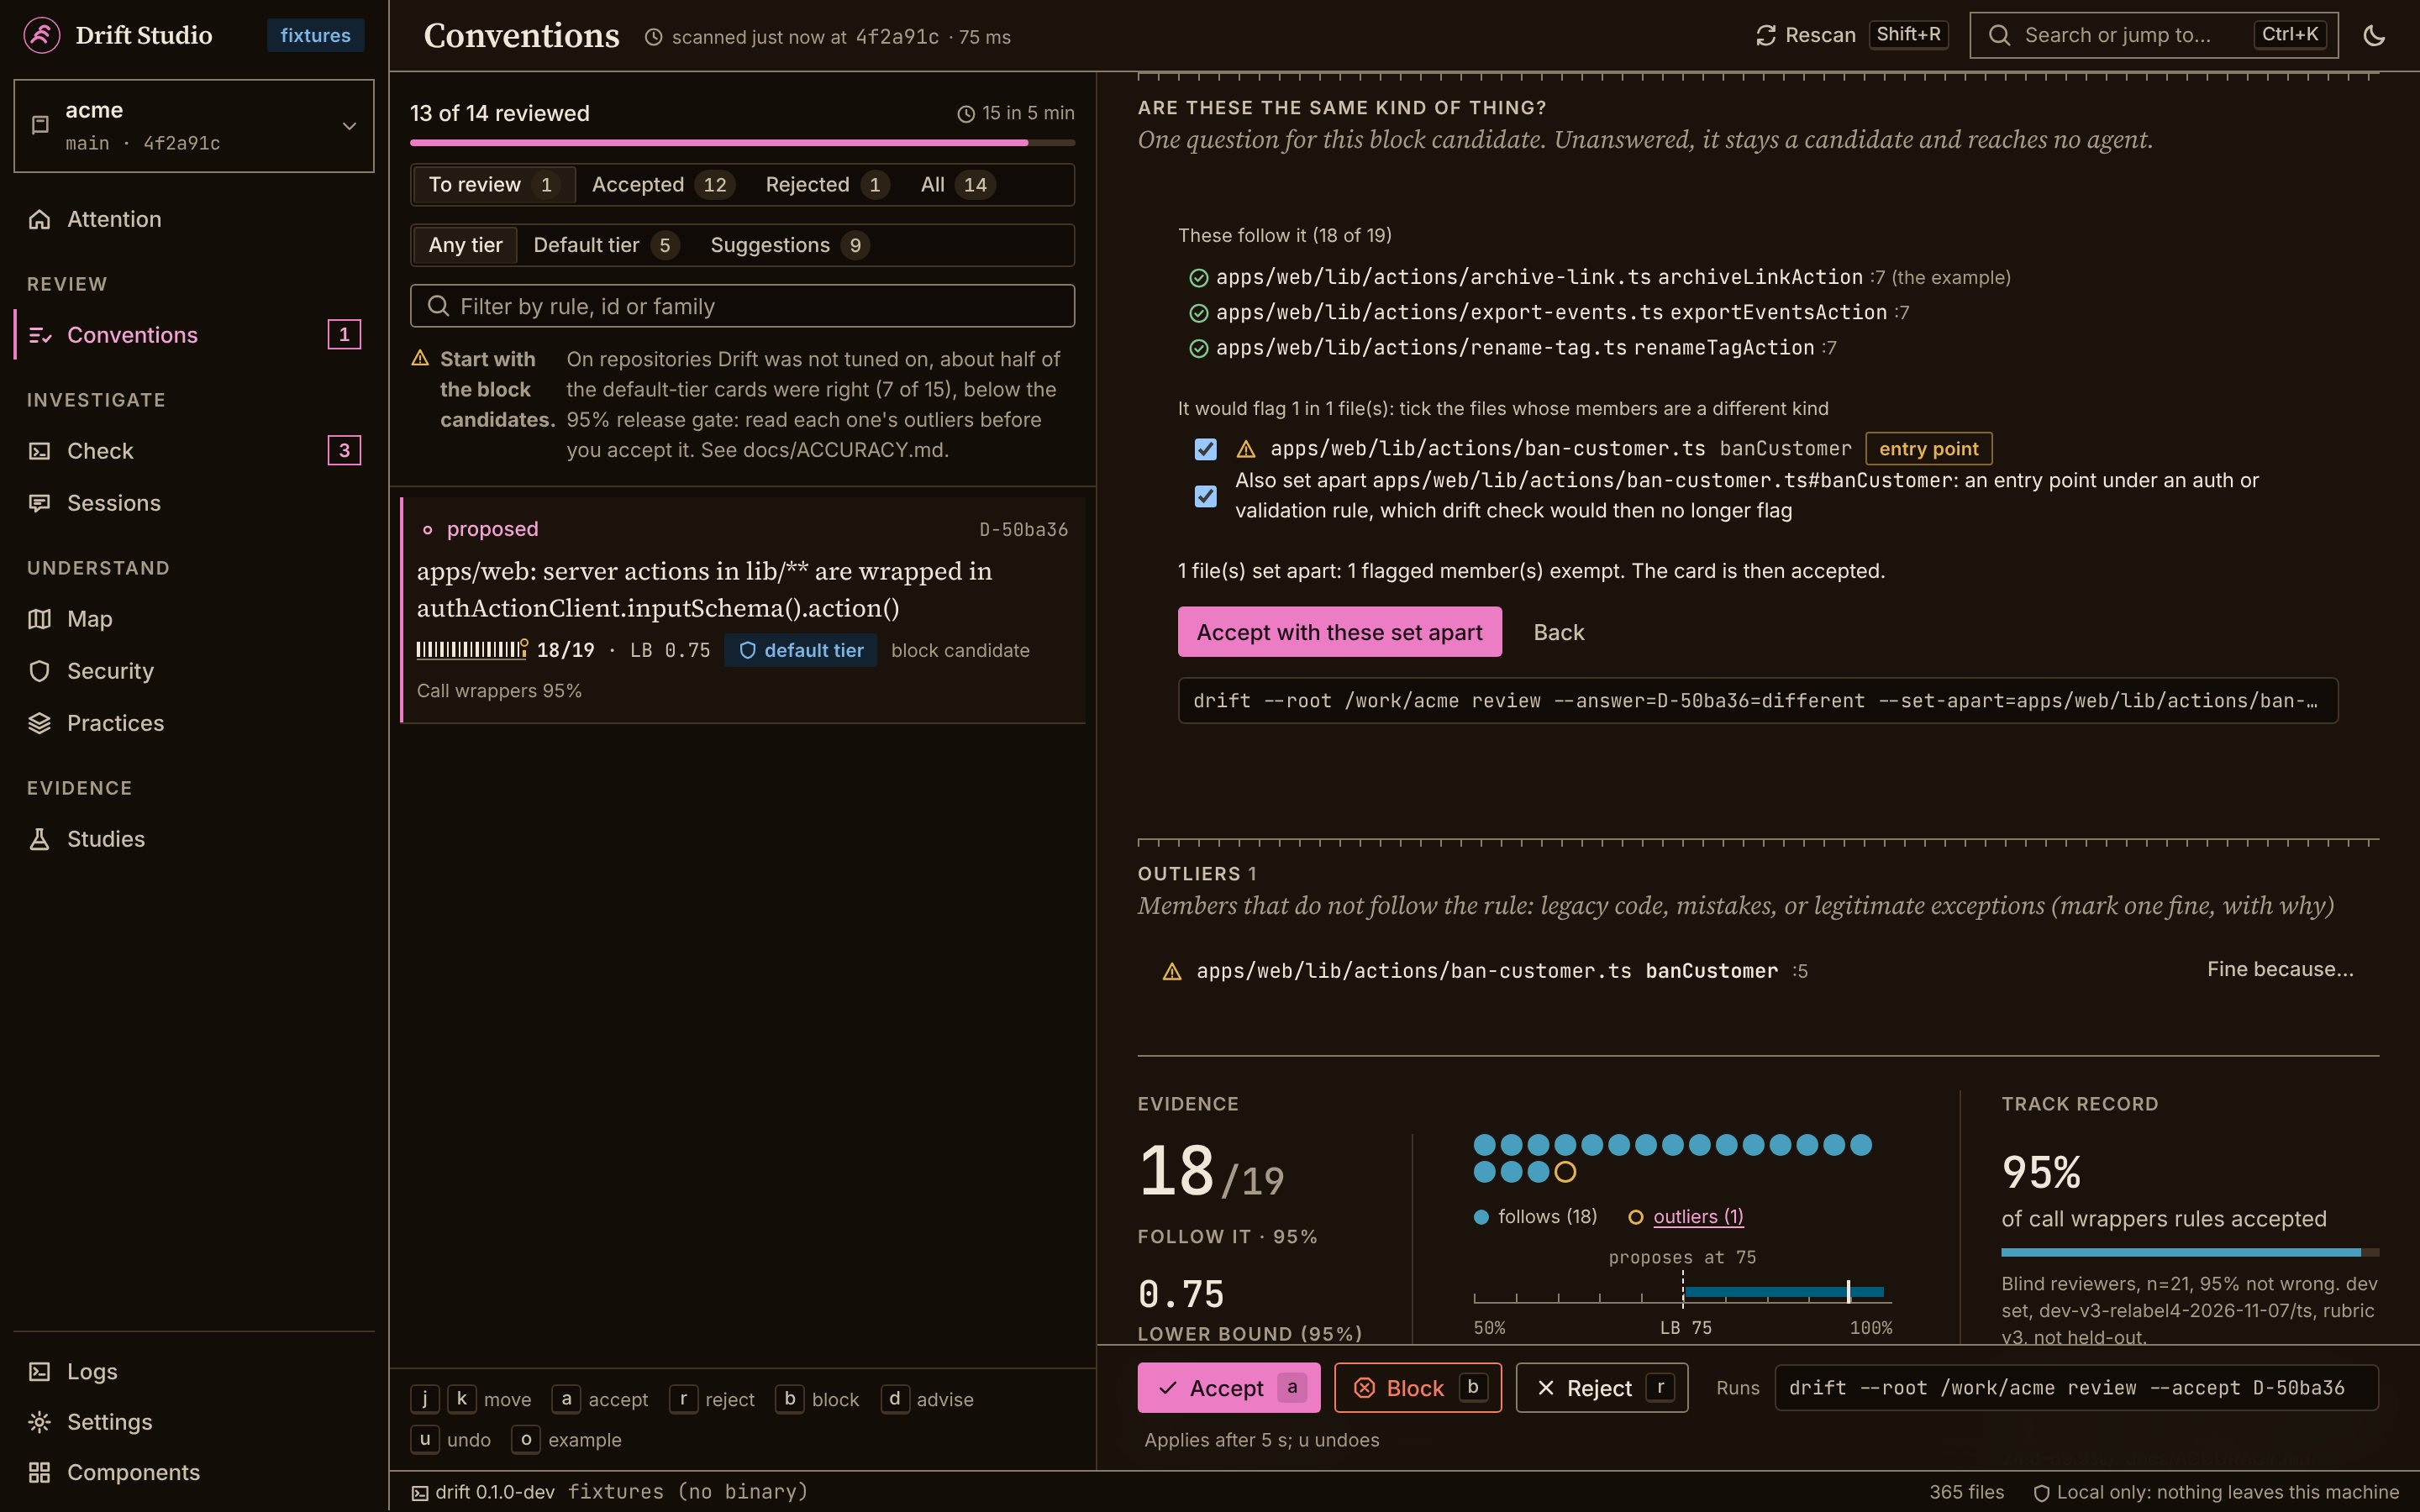 Drift Studio
fixtures
acme
main · 4f2a91c
Attention
REVIEW
Conventions
1
INVESTIGATE
Check
3
Sessions
UNDERSTAND
Map
Security
Practices
EVIDENCE
Studies
Logs
Settings
Components
Conventions
scanned just now at 4f2a91c · 75 ms
Rescan
Shift+R
Search or jump to...
Ctrl+K
13 of 14 reviewed
15 in 5 min
To review 1
Accepted 12
Rejected 1
All 14
Any tier
Default tier 5
Suggestions 9
Filter by rule, id or family
Start with
the block
candidates.
On repositories Drift was not tuned on, about half of
the default-tier cards were right (7 of 15), below the
95% release gate: read each one's outliers before
you accept it. See docs/ACCURACY.md.
proposed
D-50ba36
apps/web: server actions in lib/** are wrapped in
authActionClient.inputSchema().action()
18/19 · LB 0.75
default tier
block candidate
Call wrappers 95%
j k move a accept r reject b block d advise
u undo o example
ARE THESE THE SAME KIND OF THING?
One question for this block candidate. Unanswered, it stays a candidate and reaches no agent.
These follow it (18 of 19)
apps/web/lib/actions/archive-link.ts archiveLinkAction :7 (the example)
apps/web/lib/actions/export-events.ts exportEventsAction :7
apps/web/lib/actions/rename-tag.ts renameTagAction :7
It would flag 1 in 1 file(s): tick the files whose members are a different kind
apps/web/lib/actions/ban-customer.ts banCustomer entry point
Also set apart apps/web/lib/actions/ban-customer.ts#banCustomer: an entry point under an auth or
validation rule, which drift check would then no longer flag
1 file(s) set apart: 1 flagged member(s) exempt. The card is then accepted.
Accept with these set apart
Back
drift --root /work/acme review --answer=D-50ba36=different --set-apart=apps/web/lib/actions/ban-…
OUTLIERS 1
Members that do not follow the rule: legacy code, mistakes, or legitimate exceptions (mark one fine, with why)
apps/web/lib/actions/ban-customer.ts banCustomer :5
Fine because...
EVIDENCE
18/19
FOLLOW IT · 95%
0.75
LOWER BOUND (95%)
follows (18)
outliers (1)
proposes at 75
50%
LB 75
100%
TRACK RECORD
95%
of call wrappers rules accepted
Blind reviewers, n=21, 95% not wrong. dev
set, dev-v3-relabel4-2026-11-07/ts, rubric
v3, not held-out.
Accept a
Block b
Reject r
Runs
drift --root /work/acme review --accept D-50ba36
Applies after 5 s; u undoes
drift 0.1.0-dev
fixtures (no binary)
365 files
Local only: nothing leaves this machine